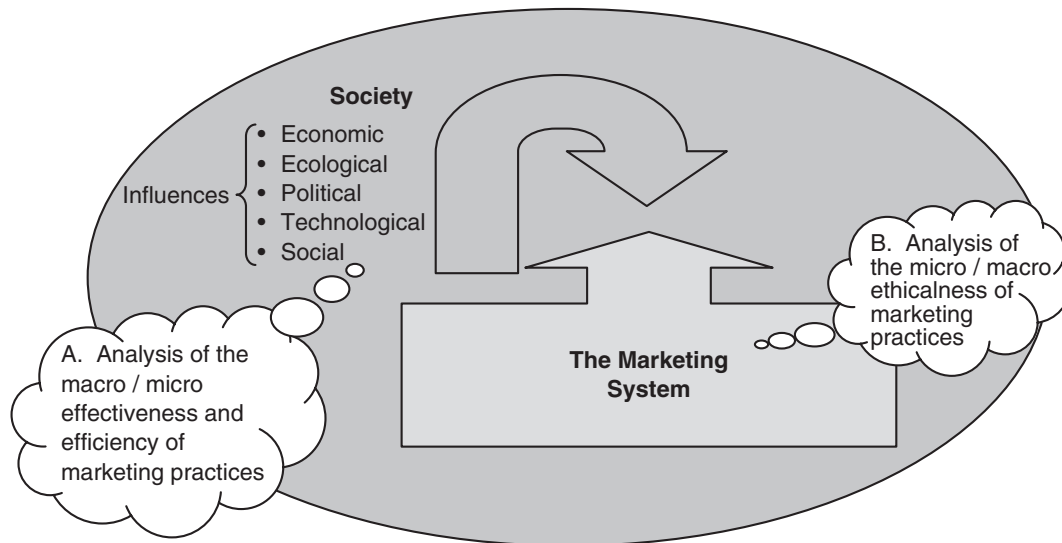 Society
Influences
• Economic
• Ecological
• Political
• Technological
• Social
A. Analysis of the
macro / micro
effectiveness and
efficiency of
marketing practices
B. Analysis of
the micro / macro
ethicalness of
marketing
practices
The Marketing
System